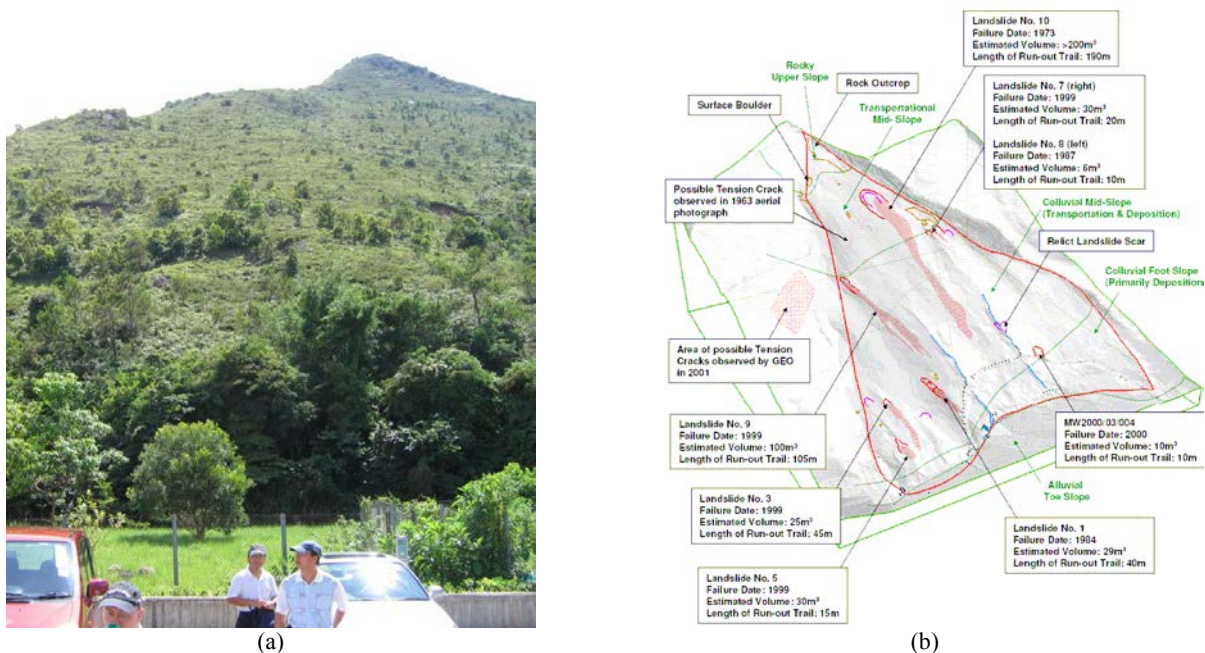 Landslide No. 10
Failure Date: 1973
Estimated Volume: >200m³
Length of Run-out Trail: 190m
Rocky
Upper Slope
Rock Outcrop
Surface Boulder
Transportational
Mid- Slope
Landslide No. 7 (right)
Failure Date: 1999
Estimated Volume: 30m³
Length of Run-out Trail: 20m
Landslide No. 8 (left)
Failure Date: 1987
Estimated Volume: 6m³
Length of Run-out Trail: 10m
Possible Tension Crack
observed in 1963 aerial
photograph
Colluvial Mid-Slope
(Transportation & Deposition)
Relict Landslide Scar
Colluvial Foot Slope
(Primarily Deposition
Area of possible Tension
Cracks observed by GEO
in 2001
Landslide No. 9
Failure Date: 1999
Estimated Volume: 100m³
Length of Run-out Trail: 105m
MW2000/03/004
Failure Date: 2000
Estimated Volume: 10m³
Length of Run-out Trail: 10m
Landslide No. 3
Failure Date: 1999
Estimated Volume: 25m³
Length of Run-out Trail: 45m
Alluvial
Toe Slope
Landslide No. 1
Failure Date: 1984
Estimated Volume: 29m³
Length of Run-out Trail: 40m
Landslide No. 5
Failure Date: 1999
Estimated Volume: 30m³
Length of Run-out Trail: 15m
(a)
(b)